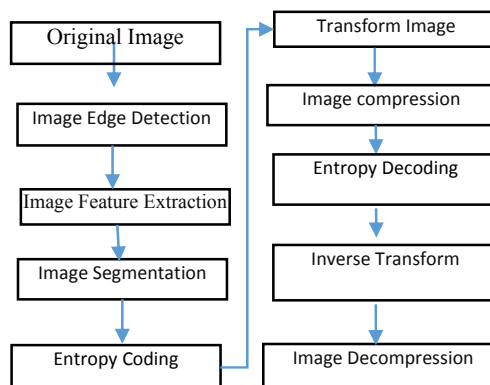 Original Image
Image Edge Detection
Image Feature Extraction
Image Segmentation
Entropy Coding
Transform Image
Image compression
Entropy Decoding
Inverse Transform
Image Decompression